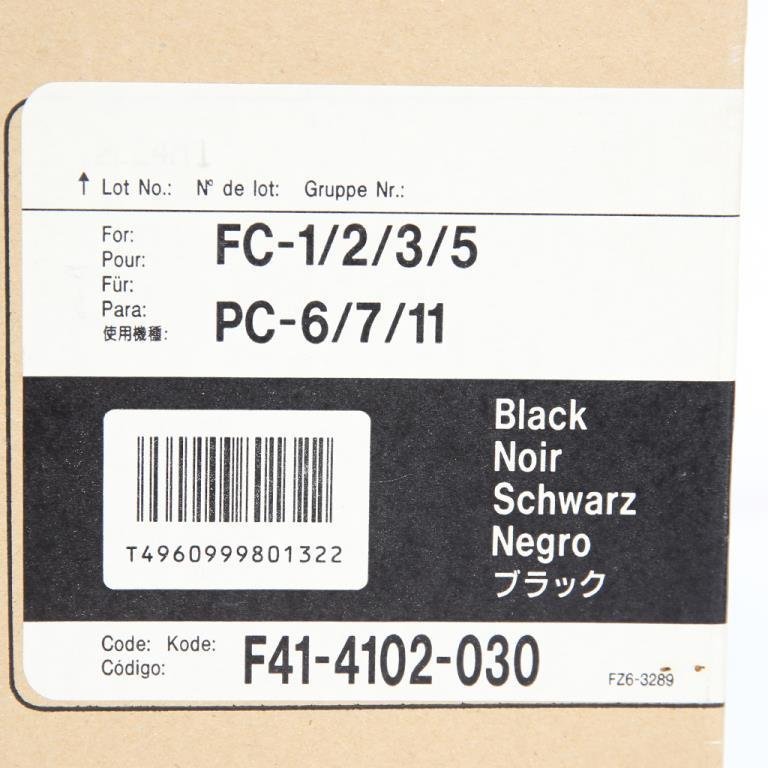 ↑ Lot No.: N° de lot: Gruppe Nr.:
For:
Pour:
Für:
Para:
使用機種:
FC-1/2/3/5
PC-6/7/11
Black
Noir
Schwarz
Negro
ブラック
T4960999801322
Code: Kode:
Código:
F41-4102-030
FZ6-3289